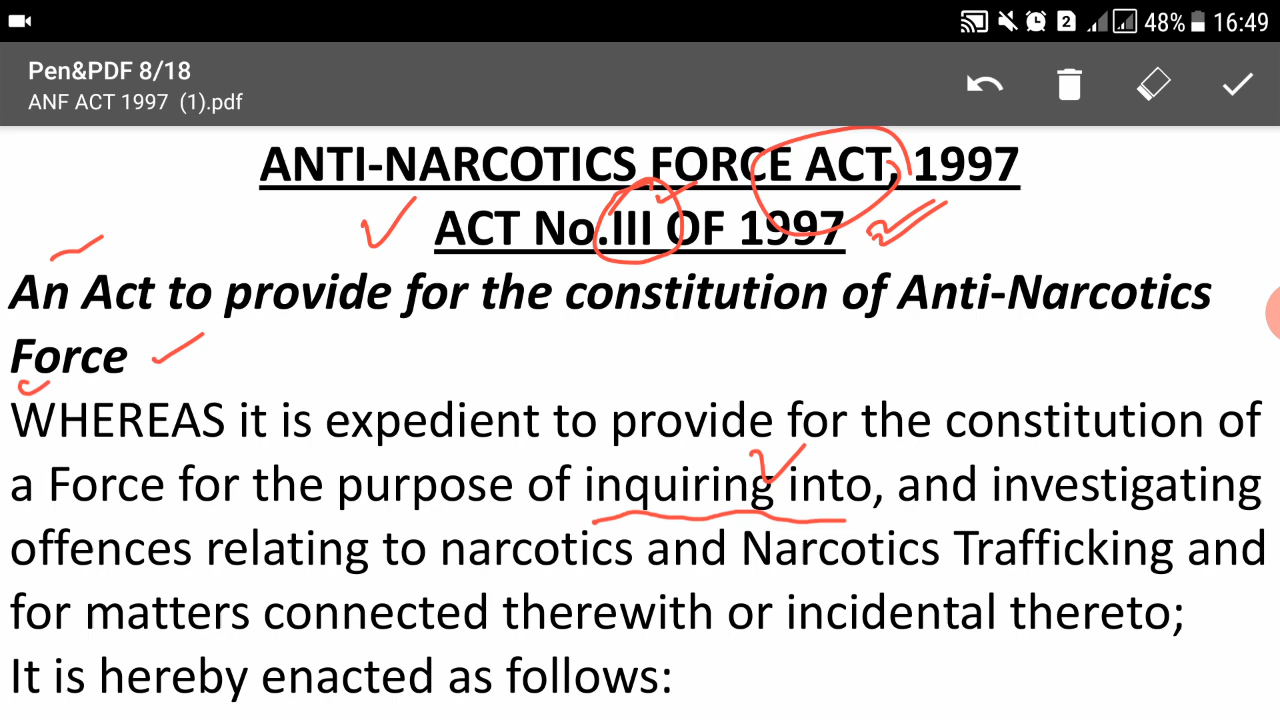 48% 16:49
Pen&PDF 8/18
ANF ACT 1997 (1).pdf
ANTI-NARCOTICS FORCE ACT, 1997
ACT No.III OF 1997
An Act to provide for the constitution of Anti-Narcotics
Force
WHEREAS it is expedient to provide for the constitution of
a Force for the purpose of inquiring into, and investigating
offences relating to narcotics and Narcotics Trafficking and
for matters connected therewith or incidental thereto;
It is hereby enacted as follows: